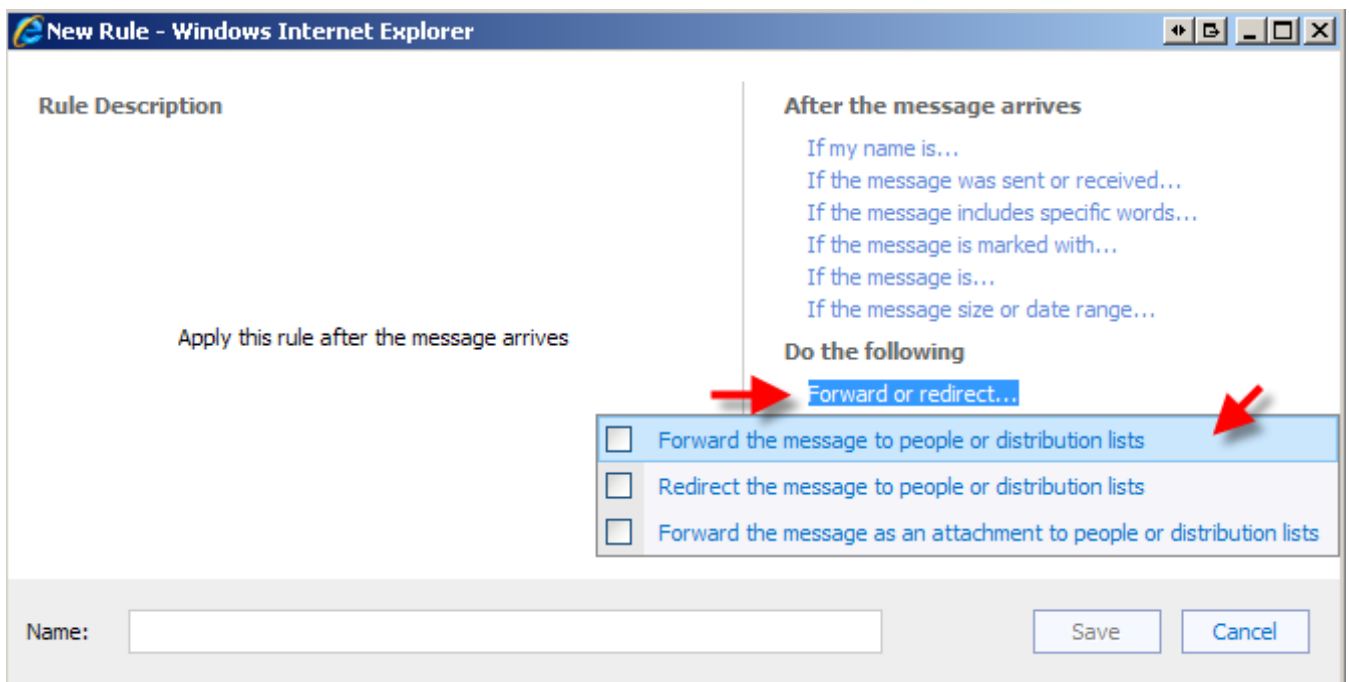 New Rule - Windows Internet Explorer
Rule Description
Apply this rule after the message arrives
After the message arrives
If my name is...
If the message was sent or received...
If the message includes specific words...
If the message is marked with...
If the message is...
If the message size or date range...
Do the following
Forward or redirect...
Forward the message to people or distribution lists
Redirect the message to people or distribution lists
Forward the message as an attachment to people or distribution lists
Name:
Save
Cancel